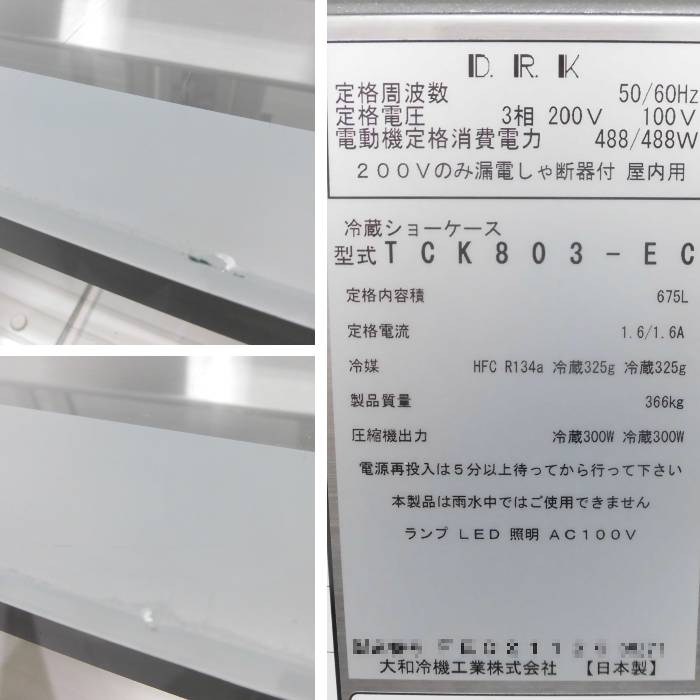 D.R.K
定格周波数 50/60Hz
定格電圧 3相 200V 100V
電動機定格消費電力 488/488W
200Vのみ漏電しゃ断器付 屋内用
冷蔵ショーケース
型式TCK803-EC
定格内容積 675L
定格電流 1.6/1.6A
冷媒 HFC R134a 冷蔵325g 冷蔵325g
製品質量 366kg
圧縮機出力 冷蔵300W 冷蔵300W
電源再投入は5分以上待ってから行って下さい
本製品は雨水中ではご使用できません
ランプ LED 照明 AC100V
大和冷機工業株式会社 【日本製】